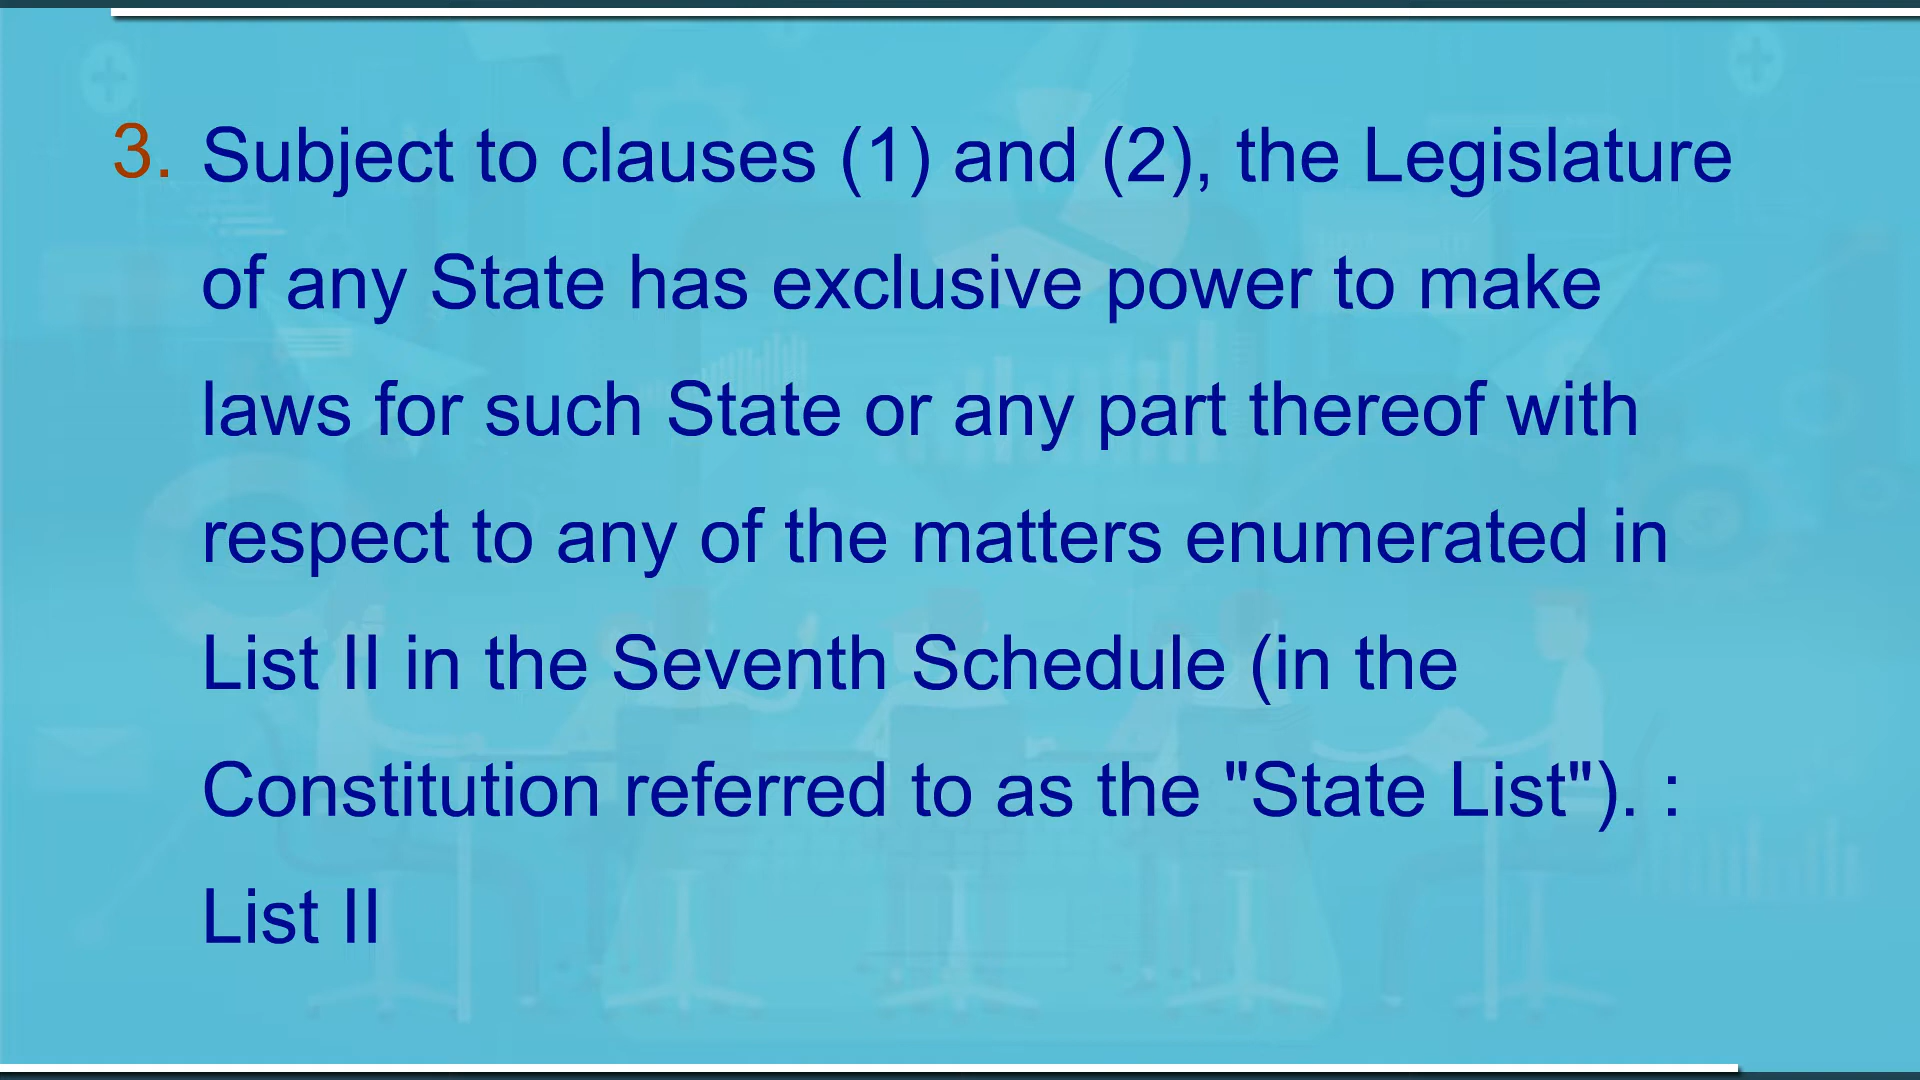 3. Subject to clauses (1) and (2), the Legislature
of any State has exclusive power to make
laws for such State or any part thereof with
respect to any of the matters enumerated in
List II in the Seventh Schedule (in the
Constitution referred to as the "State List"). :
List II